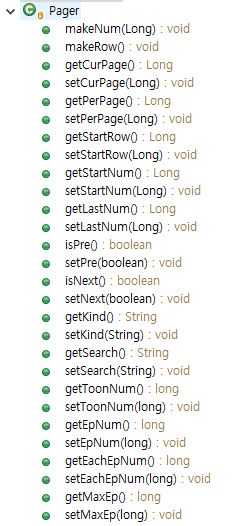 Pager
makeNum(Long) : void
makeRow() : void
getCurPage() : Long
setCurPage(Long) : void
getPerPage() : Long
setPerPage(Long) : void
getStartRow() : Long
setStartRow(Long) : void
getStartNum() : Long
setStartNum(Long) : void
getLastNum() : Long
setLastNum(Long) : void
isPre() : boolean
setPre(boolean) : void
isNext() : boolean
setNext(boolean) : void
getKind() : String
setKind(String) : void
getSearch() : String
setSearch(String) : void
getToonNum() : long
setToonNum(long) : void
getEpNum() : long
setEpNum(long) : void
getEachEpNum() : long
setEachEpNum(long) : void
getMaxEp() : long
setMaxEp(long) : void